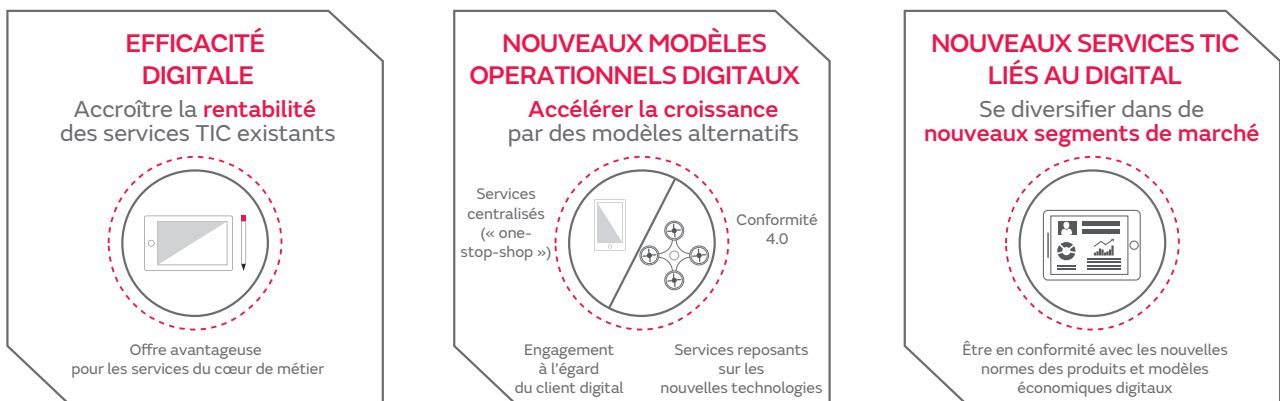 EFFICACITÉ
DIGITALE
Accroître la rentabilité
des services TIC existants
Offre avantageuse
pour les services du cœur de métier
NOUVEAUX MODÈLES
OPERATIONNELS DIGITAUX
Accélérer la croissance
par des modèles alternatifs
Services
centralisés
(« one-
stop-shop »)
Conformité
4.0
Engagement
à l'égard
du client digital
Services reposants
sur les
nouvelles technologies
NOUVEAUX SERVICES TIC
LIÉS AU DIGITAL
Se diversifier dans de
nouveaux segments de marché
Être en conformité avec les nouvelles
normes des produits et modèles
économiques digitaux